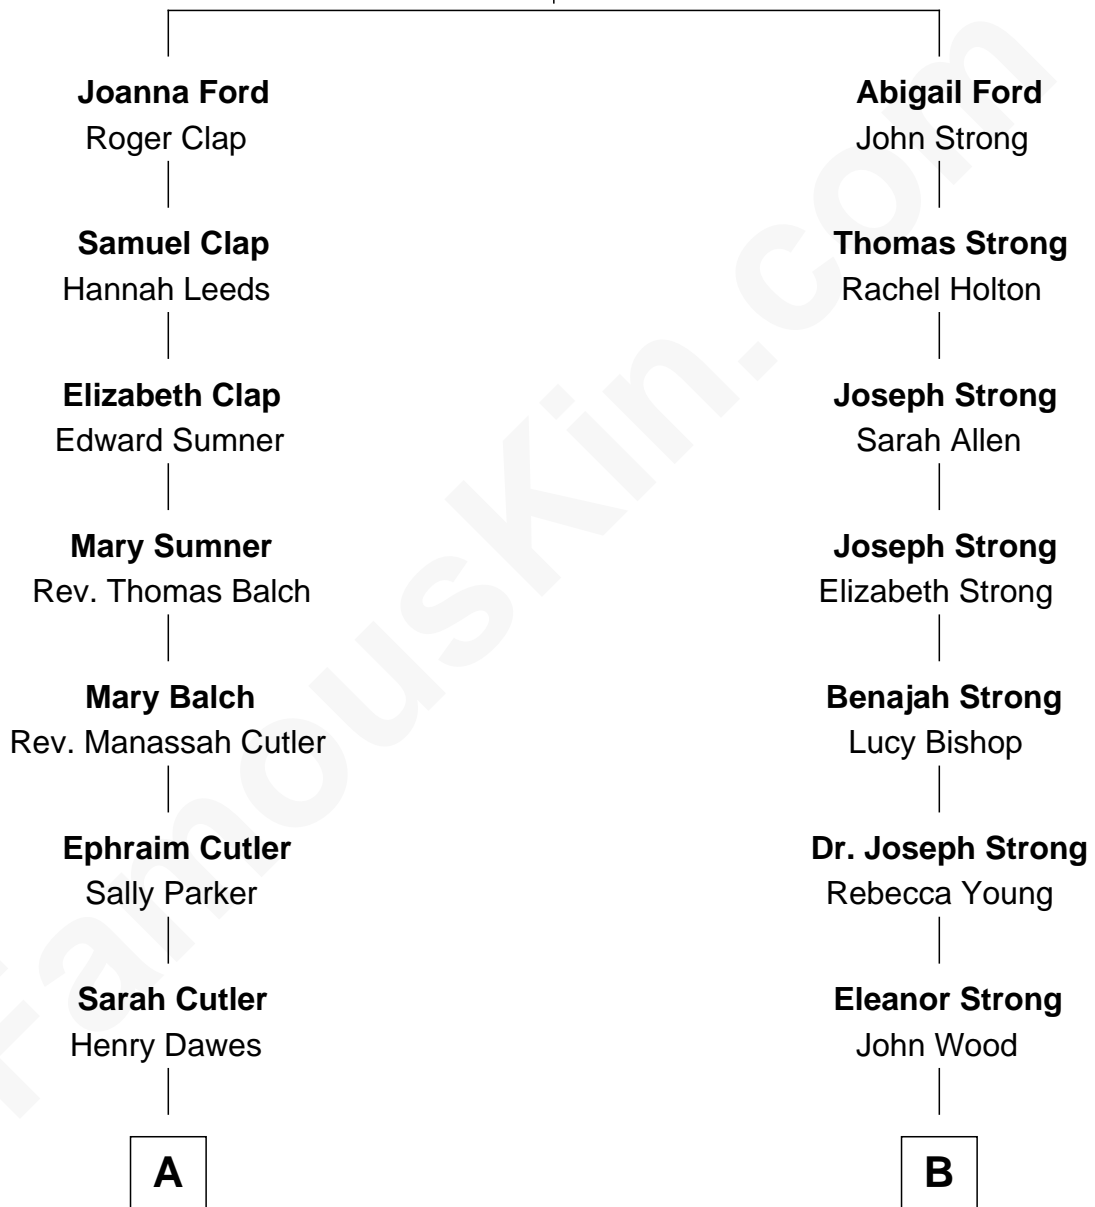 Joanna Ford
Roger Clap
Samuel Clap
Hannah Leeds
Elizabeth Clap
Edward Sumner
Mary Sumner
Rev. Thomas Balch
Mary Balch
Rev. Manassah Cutler
Ephraim Cutler
Sally Parker
Sarah Cutler
Henry Dawes
A
Abigail Ford
John Strong
Thomas Strong
Rachel Holton
Joseph Strong
Sarah Allen
Joseph Strong
Elizabeth Strong
Benajah Strong
Lucy Bishop
Dr. Joseph Strong
Rebecca Young
Eleanor Strong
John Wood
B
FamousKin.com